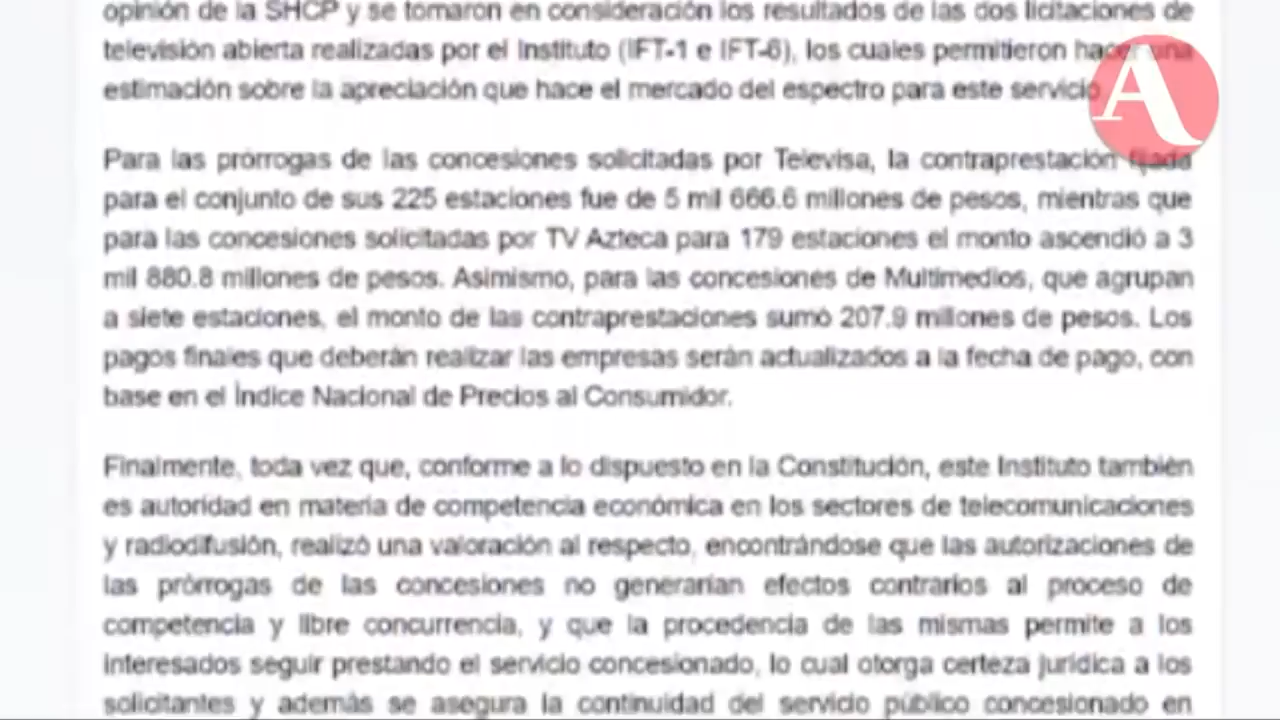 opinión de la SHCP y se tomaron en consideración los resultados de las dos licitaciones de
televisión abierta realizadas por el Instituto (IFT-1 e IFT-6), los cuales permitieron hacer una
estimación sobre la apreciación que hace el mercado del espectro para este servicio
A
Para las prórrogas de las concesiones solicitadas por Televisa, la contraprestación fijada
para el conjunto de sus 225 estaciones fue de 5 mil 666.6 millones de pesos, mientras que
para las concesiones solicitadas por TV Azteca para 179 estaciones el monto ascendió a 3
mil 880.8 millones de pesos. Asimismo, para las concesiones de Multimedios, que agrupan
a siete estaciones, el monto de las contraprestaciones sumó 207.9 millones de pesos. Los
pagos finales que deberán realizar las empresas serán actualizados a la fecha de pago, con
base en el Índice Nacional de Precios al Consumidor.
Finalmente, toda vez que, conforme a lo dispuesto en la Constitución, este Instituto también
es autoridad en materia de competencia económica en los sectores de telecomunicaciones
y radiodifusión, realizó una valoración al respecto, encontrándose que las autorizaciones de
las prórrogas de las concesiones no generarían efectos contrarios al proceso de
competencia y libre concurrencia, y que la procedencia de las mismas permite a los
interesados seguir prestando el servicio concesionado, lo cual otorga certeza jurídica a los
solicitantes y además se asegura la continuidad del servicio público concesionado en